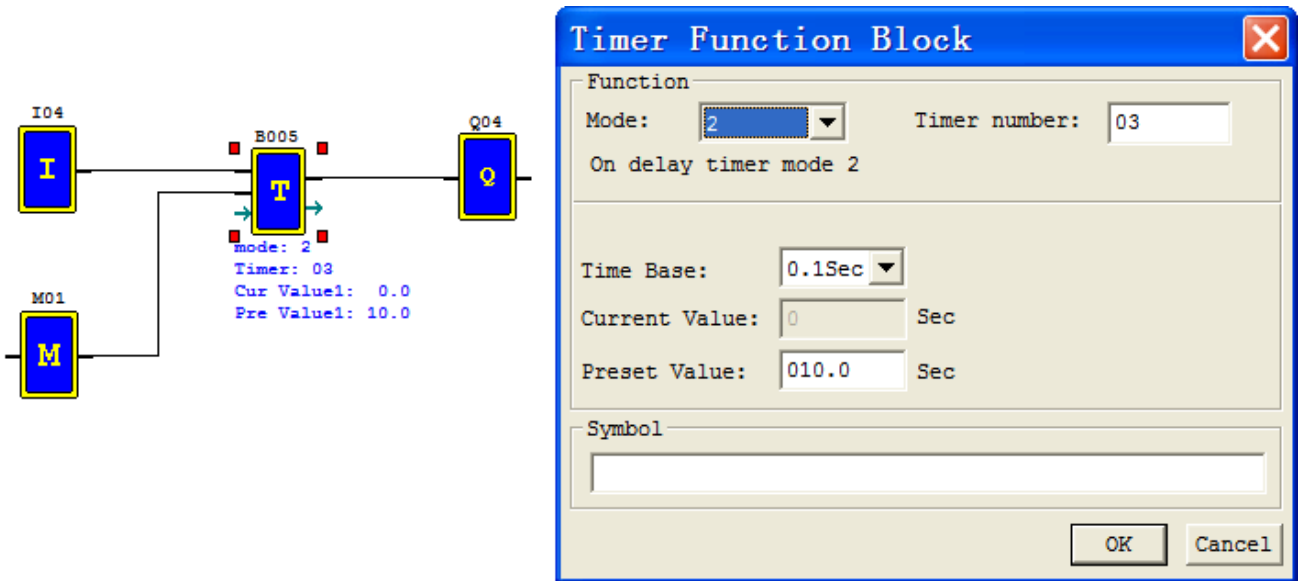 I04
I
B005
T
Q04
Q
mode: 2
Timer: 03
Cur Value1: 0.0
Pre Value1: 10.0
M01
M
Timer Function Block
Function
Mode: 2 Timer number: 03
On delay timer mode 2
Time Base: 0.1Sec
Current Value: 0 Sec
Preset Value: 010.0 Sec
Symbol
OK Cancel